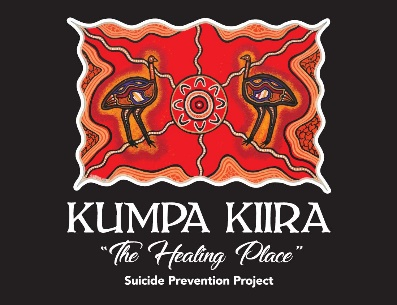 KUMPA KIIRA
“The Healing Place”
Suicide Prevention Project